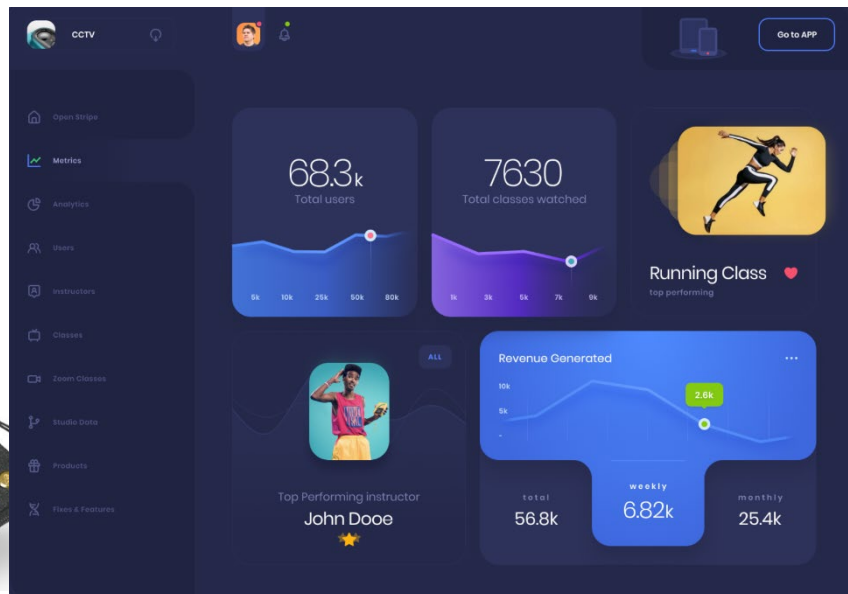 CCTV
Go to APP
Open Stripe
Metrics
Analytics
Users
Instructors
Classes
Zoom Classes
Studio Data
Products
Fixes & Features
68.3k
Total users
5k 10k 25k 50k 80k
7630
Total classes watched
1k 3k 5k 7k 9k
Running Class
top performing
ALL
Top Performing instructor
John Dooe
Revenue Generated
10k
5k
-
2.6k
total
56.8k
weekly
6.82k
monthly
25.4k